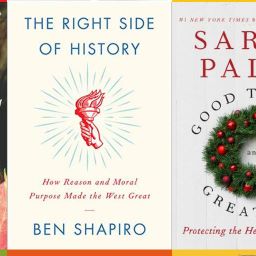 THE RIGHT SIDE
OF HISTORY
How Reason and Moral
Purpose Made the West Great
BEN SHAPIRO
#1 NEW YORK TIMES
SAR
PAL
GOOD T
an
GREAT
Protecting the He